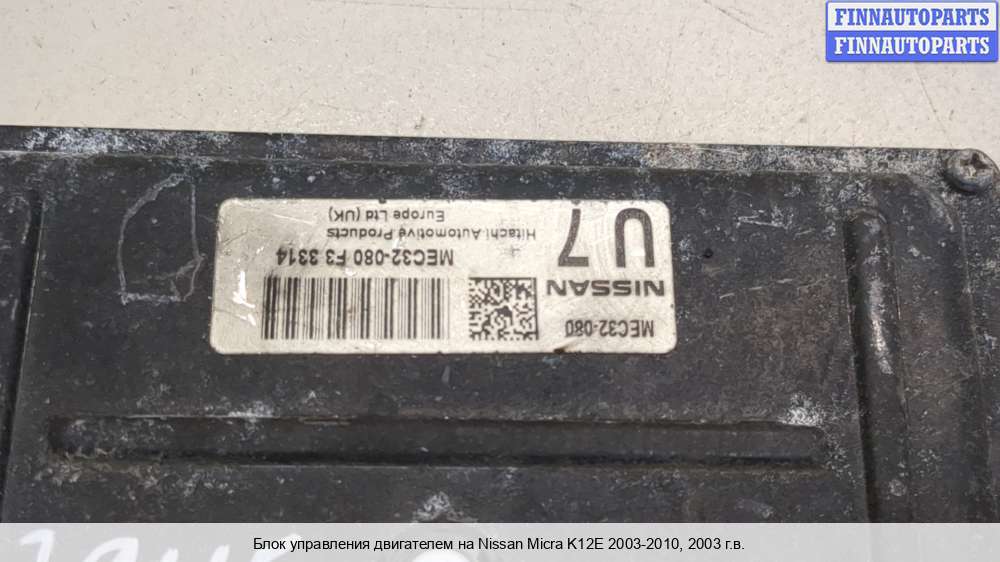 FINNAUTOPARTS
FINNAUTOPARTS
MEC32-080
NISSAN
U 7
MEC32-080 F3 3314
Hitachi Automotive Products
Europe Ltd (UK)
Блок управления двигателем на Nissan Micra K12E 2003-2010, 2003 г.в.